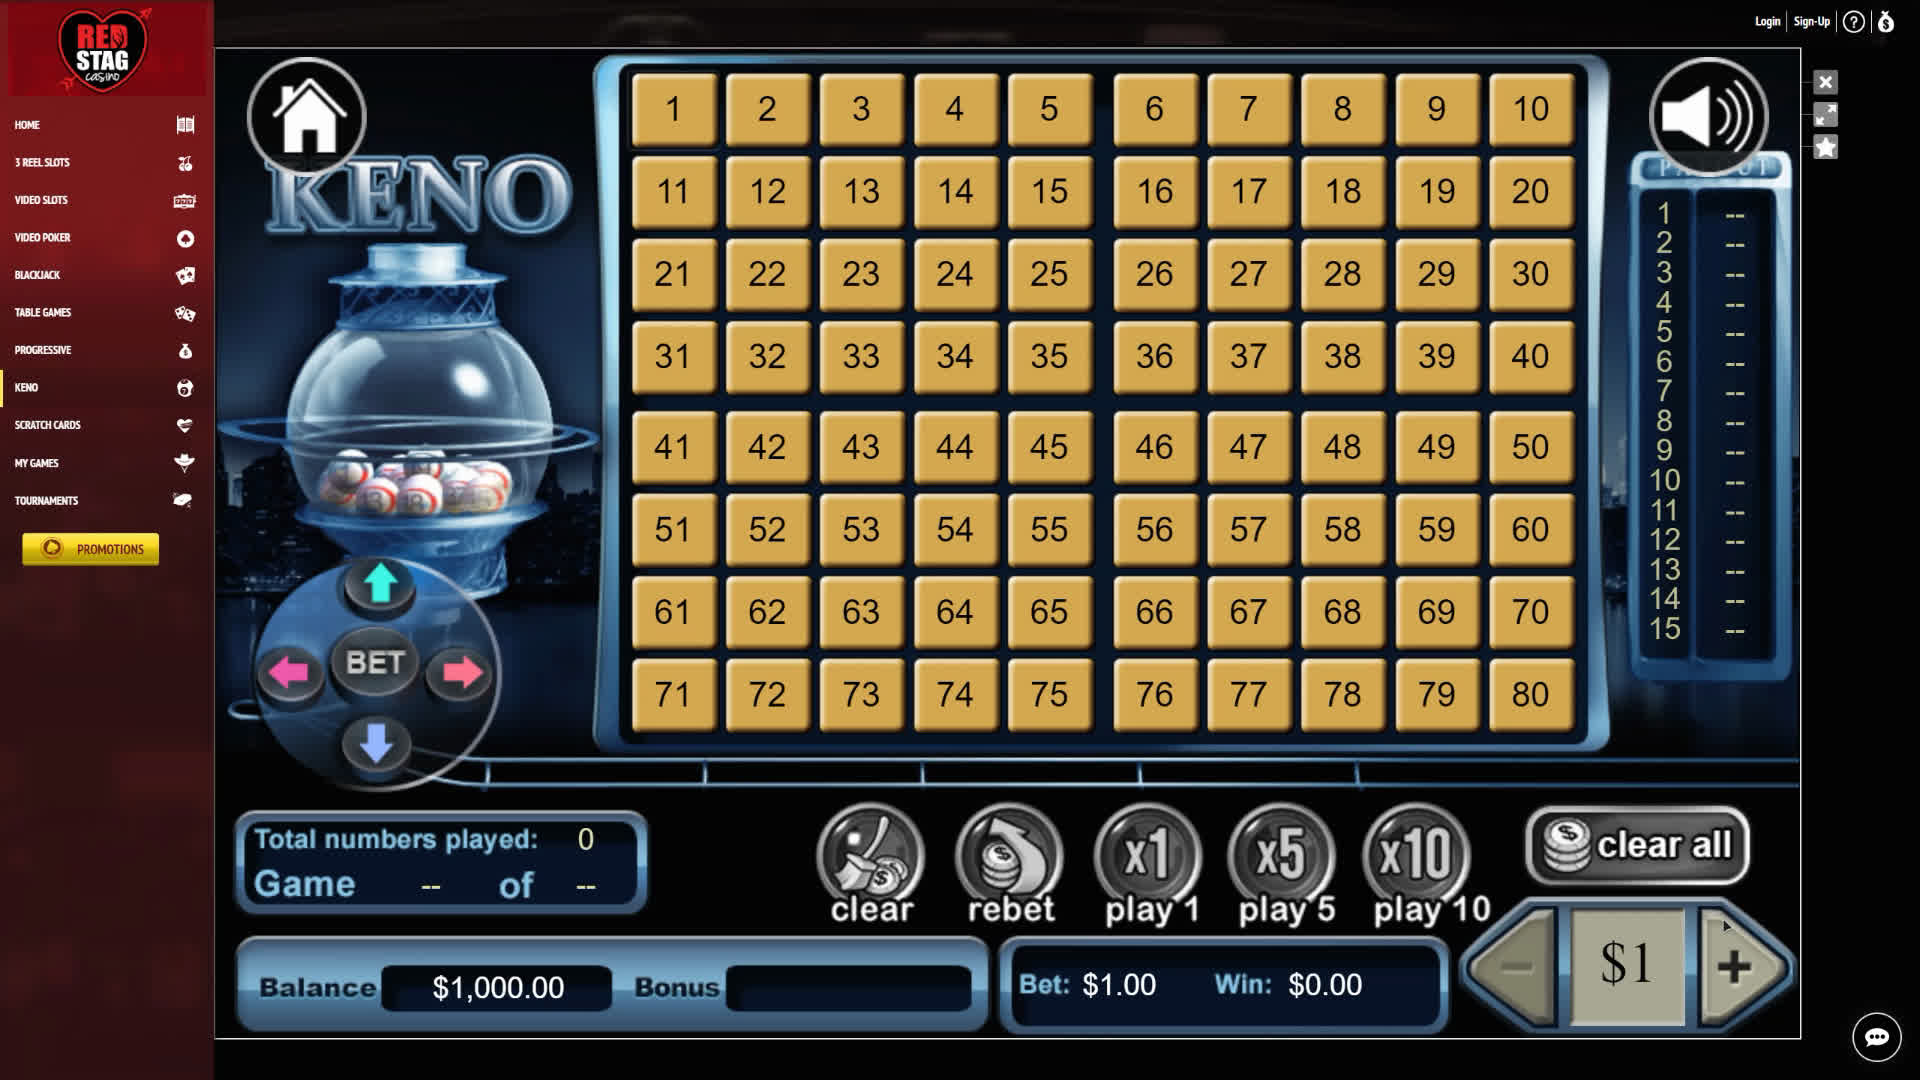 RED
STAG
casino
Login
Sign-Up
?
HOME
3 REEL SLOTS
VIDEO SLOTS
VIDEO POKER
BLACKJACK
TABLE GAMES
PROGRESSIVE
KENO
SCRATCH CARDS
MY GAMES
TOURNAMENTS
PROMOTIONS
KENO
BET
1 2 3 4 5 6 7 8 9 10
11 12 13 14 15 16 17 18 19 20
21 22 23 24 25 26 27 28 29 30
31 32 33 34 35 36 37 38 39 40
41 42 43 44 45 46 47 48 49 50
51 52 53 54 55 56 57 58 59 60
61 62 63 64 65 66 67 68 69 70
71 72 73 74 75 76 77 78 79 80
1 --
2 --
3 --
4 --
5 --
6 --
7 --
8 --
9 --
10 --
11 --
12 --
13 --
14 --
15 --
Total numbers played: 0
Game -- of --
clear
rebet
x1
play 1
x5
play 5
x10
play 10
clear all
Balance $1,000.00 Bonus
Bet: $1.00 Win: $0.00
- $1 +